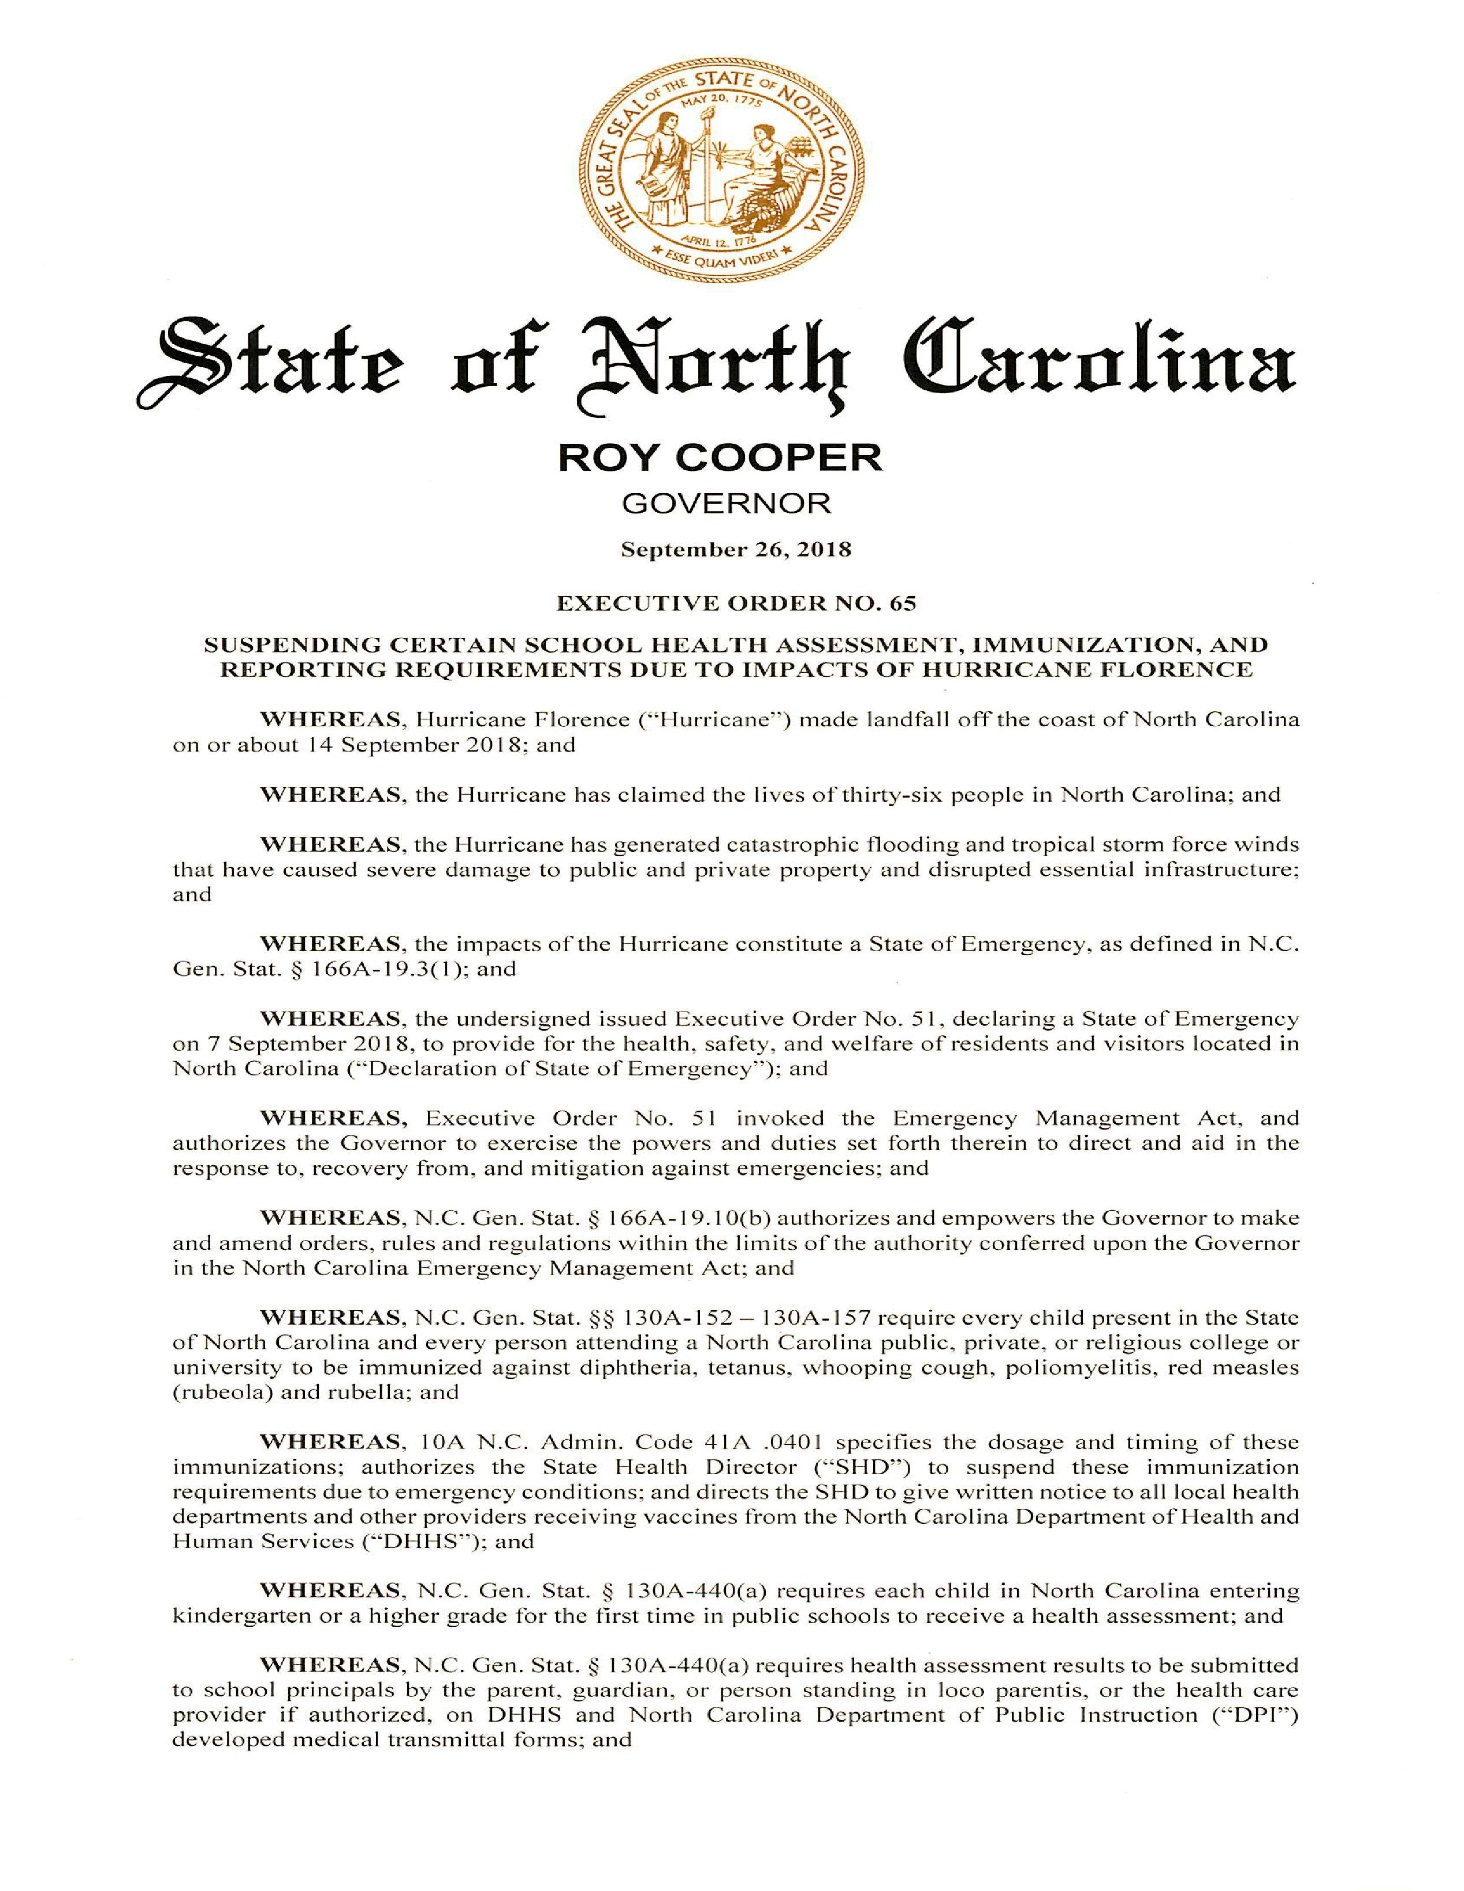 THE GREAT SEAL OF THE STATE OF NORTH CAROLINA
MAY 20, 1775
APRIL 12, 1776
★ ESSE QUAM VIDERI ★
State of North Carolina
ROY COOPER
GOVERNOR
September 26, 2018
EXECUTIVE ORDER NO. 65
SUSPENDING CERTAIN SCHOOL HEALTH ASSESSMENT, IMMUNIZATION, AND
REPORTING REQUIREMENTS DUE TO IMPACTS OF HURRICANE FLORENCE
WHEREAS, Hurricane Florence (“Hurricane”) made landfall off the coast of North Carolina
on or about 14 September 2018; and
WHEREAS, the Hurricane has claimed the lives of thirty-six people in North Carolina; and
WHEREAS, the Hurricane has generated catastrophic flooding and tropical storm force winds
that have caused severe damage to public and private property and disrupted essential infrastructure;
and
WHEREAS, the impacts of the Hurricane constitute a State of Emergency, as defined in N.C.
Gen. Stat. § 166A-19.3(1); and
WHEREAS, the undersigned issued Executive Order No. 51, declaring a State of Emergency
on 7 September 2018, to provide for the health, safety, and welfare of residents and visitors located in
North Carolina (“Declaration of State of Emergency”); and
WHEREAS, Executive Order No. 51 invoked the Emergency Management Act, and
authorizes the Governor to exercise the powers and duties set forth therein to direct and aid in the
response to, recovery from, and mitigation against emergencies; and
WHEREAS, N.C. Gen. Stat. § 166A-19.10(b) authorizes and empowers the Governor to make
and amend orders, rules and regulations within the limits of the authority conferred upon the Governor
in the North Carolina Emergency Management Act; and
WHEREAS, N.C. Gen. Stat. §§ 130A-152 – 130A-157 require every child present in the State
of North Carolina and every person attending a North Carolina public, private, or religious college or
university to be immunized against diphtheria, tetanus, whooping cough, poliomyelitis, red measles
(rubeola) and rubella; and
WHEREAS, 10A N.C. Admin. Code 41A .0401 specifies the dosage and timing of these
immunizations; authorizes the State Health Director (“SHD”) to suspend these immunization
requirements due to emergency conditions; and directs the SHD to give written notice to all local health
departments and other providers receiving vaccines from the North Carolina Department of Health and
Human Services (“DHHS”); and
WHEREAS, N.C. Gen. Stat. § 130A-440(a) requires each child in North Carolina entering
kindergarten or a higher grade for the first time in public schools to receive a health assessment; and
WHEREAS, N.C. Gen. Stat. § 130A-440(a) requires health assessment results to be submitted
to school principals by the parent, guardian, or person standing in loco parentis, or the health care
provider if authorized, on DHHS and North Carolina Department of Public Instruction (“DPI”)
developed medical transmittal forms; and